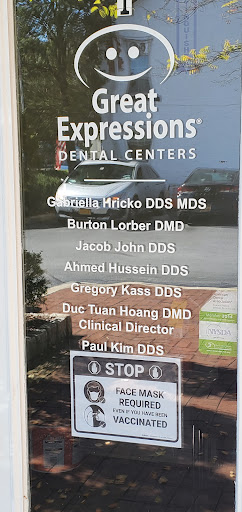 Great
Expressions®
DENTAL CENTERS
Gabriella Hricko DDS MDS
Burton Lorber DMD
Jacob John DDS
Ahmed Hussein DDS
Gregory Kass DDS
Duc Tuan Hoang DMD
Clinical Director
Paul Kim DDS
STOP
FACE MASK
REQUIRED
EVEN IF YOU HAVE BEEN
VACCINATED